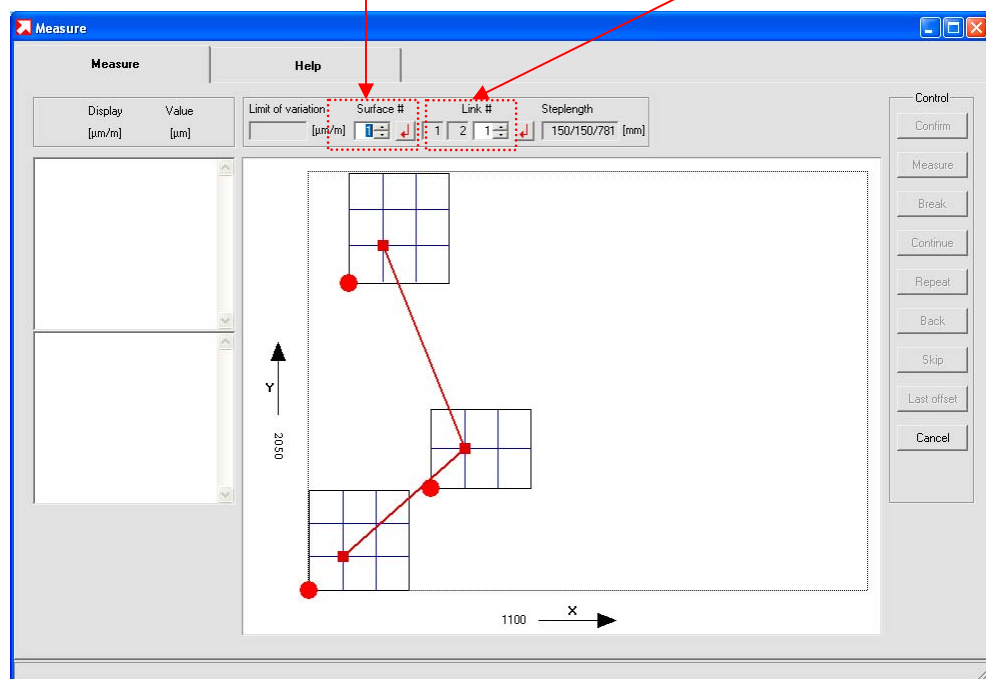 Measure
Measure
Help
Display Value
[µm/m] [µm]
Limit of variation Surface # Link # Steplength
[µm/m] 1 1 2 1 150/150/781 [mm]
Control
Confirm
Measure
Break
Continue
Repeat
Back
Skip
Last offset
Cancel
Y
2050
1100 X